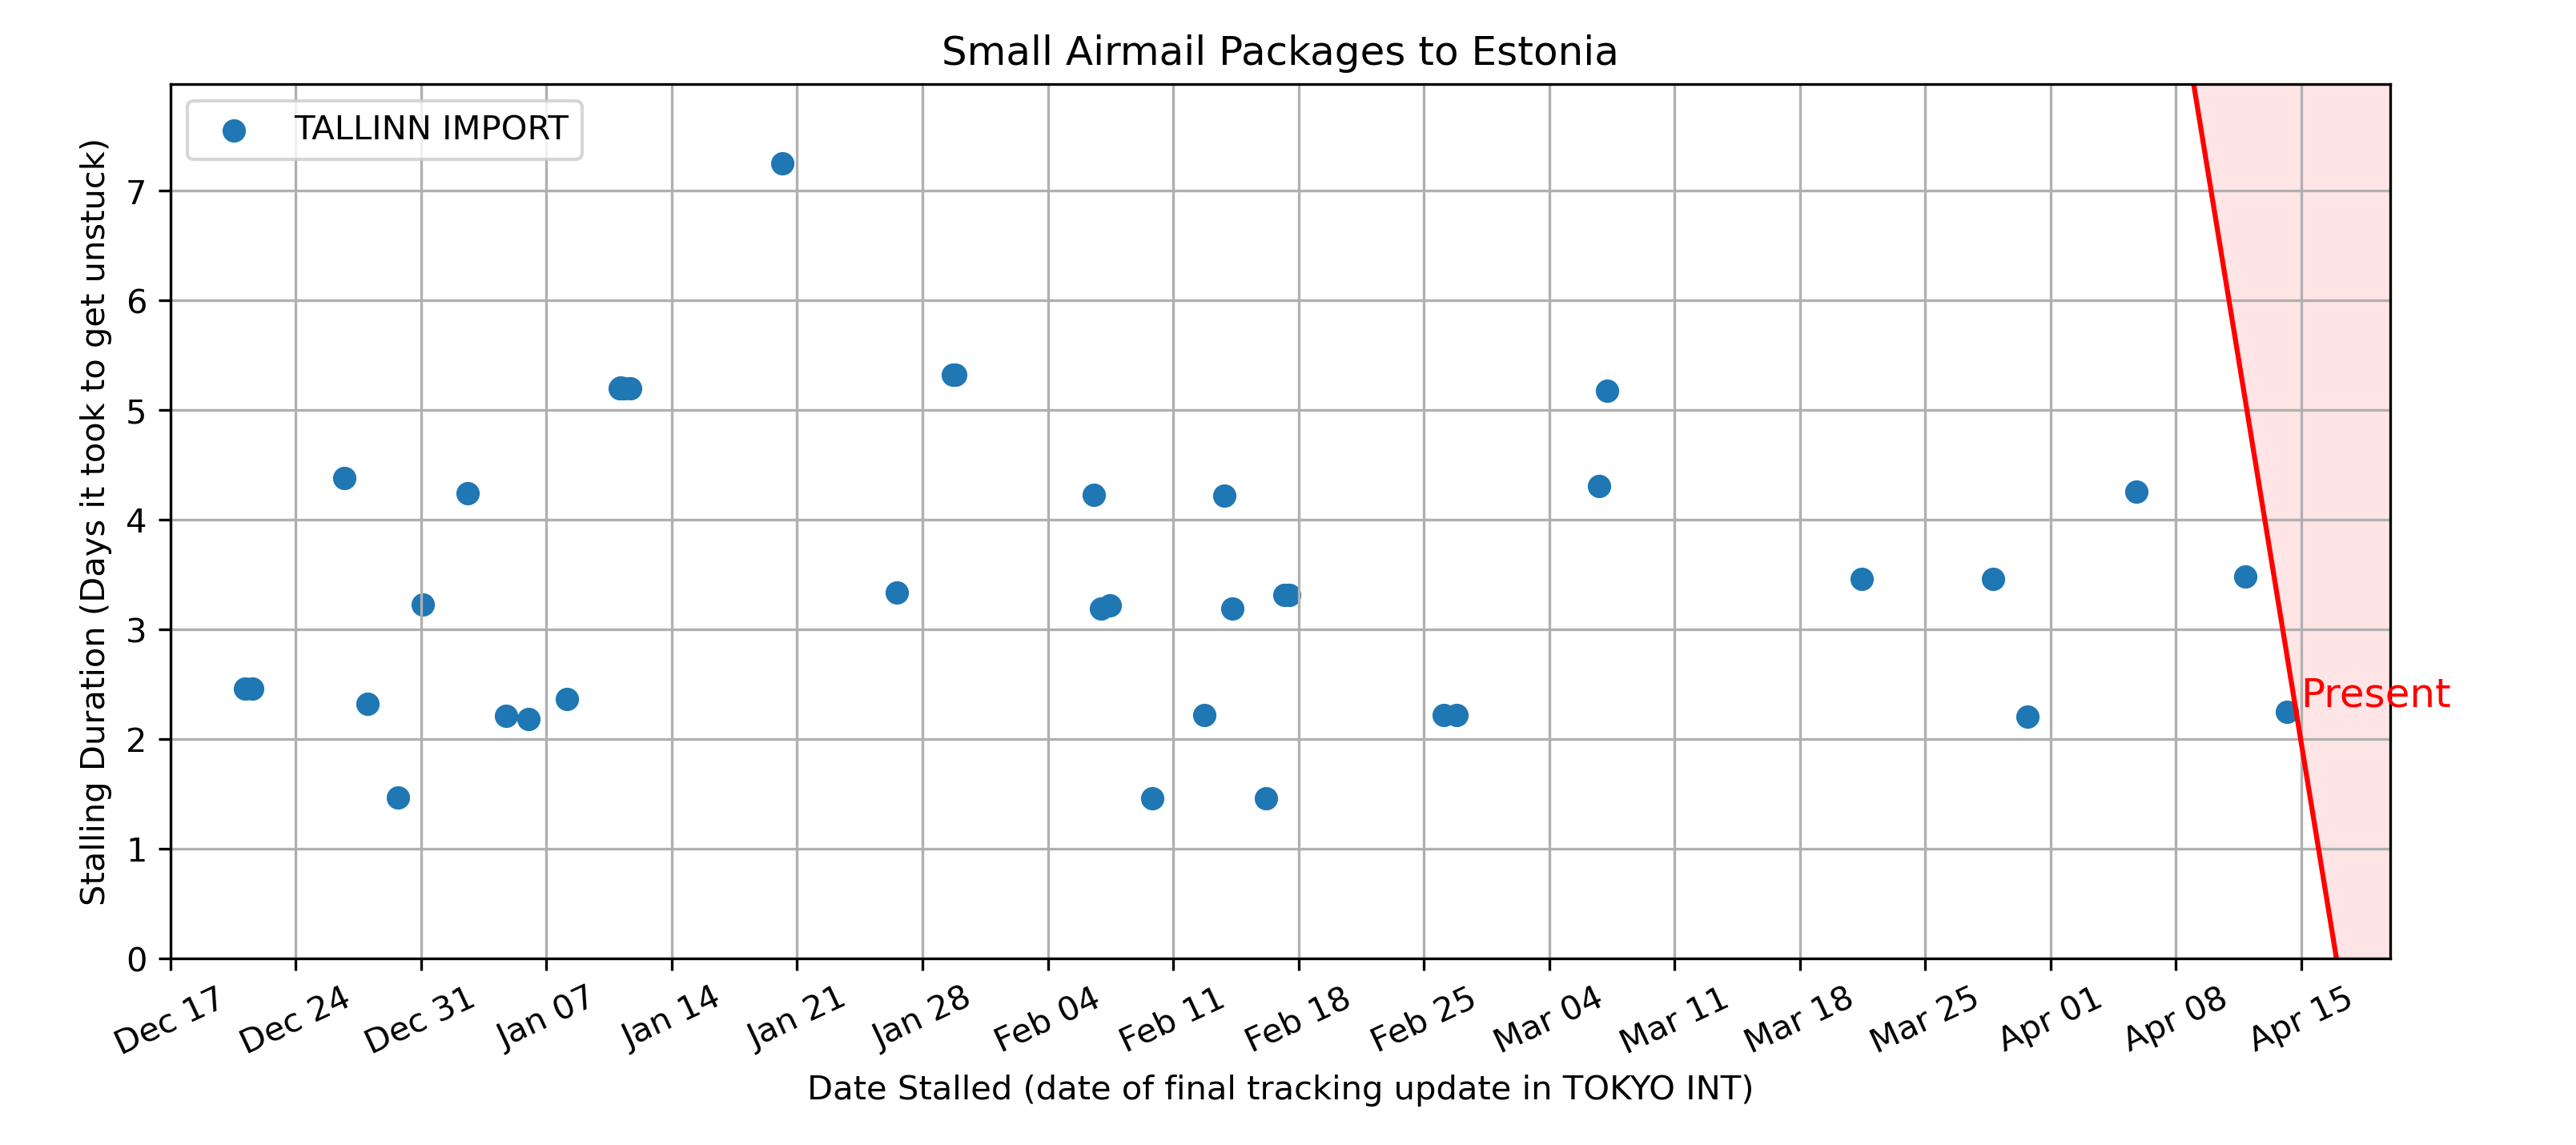 Small Airmail Packages to Estonia
TALLINN IMPORT
Stalling Duration (Days it took to get unstuck)
7
6
5
4
3
2
1
0
Present
Dec 17
Dec 24
Dec 31
Jan 07
Jan 14
Jan 21
Jan 28
Feb 04
Feb 11
Feb 18
Feb 25
Mar 04
Mar 11
Mar 18
Mar 25
Apr 01
Apr 08
Apr 15
Date Stalled (date of final tracking update in TOKYO INT)